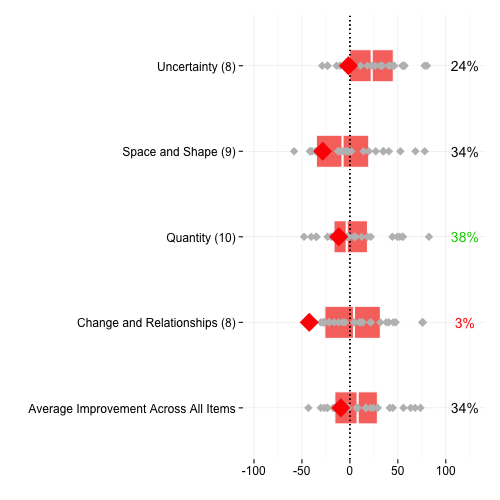 Uncertainty (8) 24%
Space and Shape (9) 34%
Quantity (10) 38%
Change and Relationships (8) 3%
Average Improvement Across All Items 34%
-100 -50 0 50 100